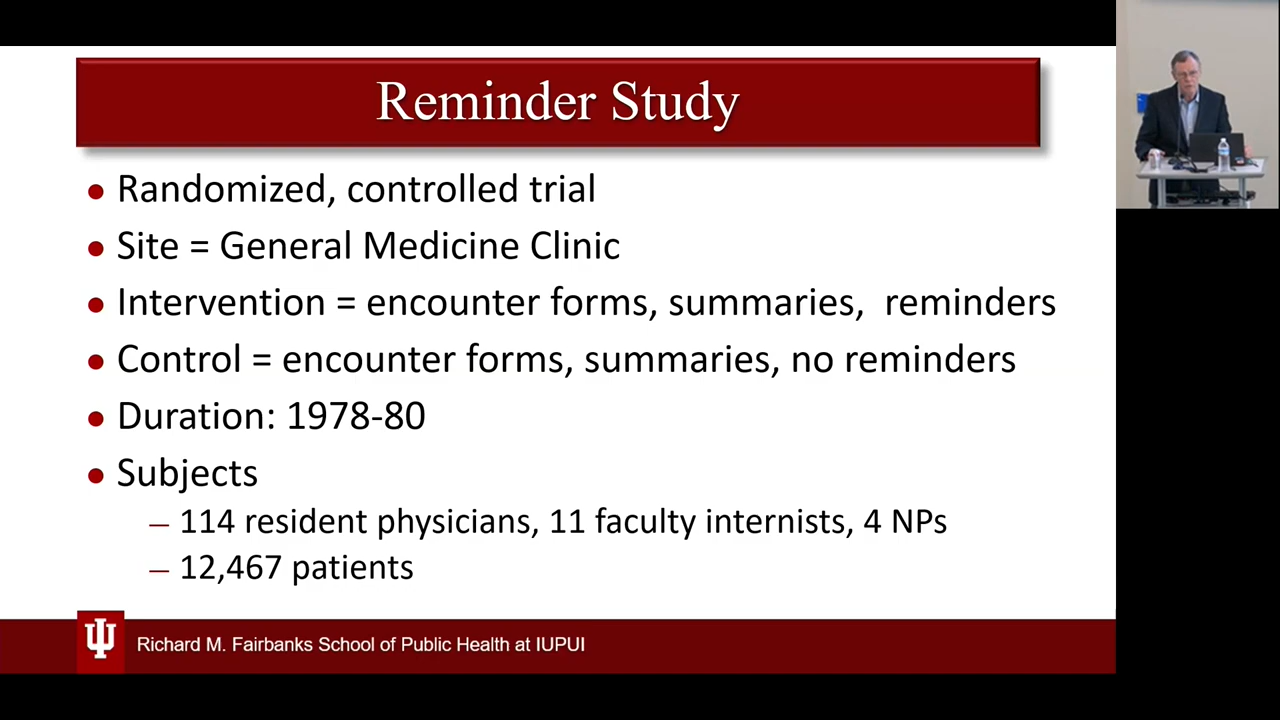 Reminder Study
● Randomized, controlled trial
● Site = General Medicine Clinic
● Intervention = encounter forms, summaries, reminders
● Control = encounter forms, summaries, no reminders
● Duration: 1978-80
● Subjects
– 114 resident physicians, 11 faculty internists, 4 NPs
– 12,467 patients
Richard M. Fairbanks School of Public Health at IUPUI